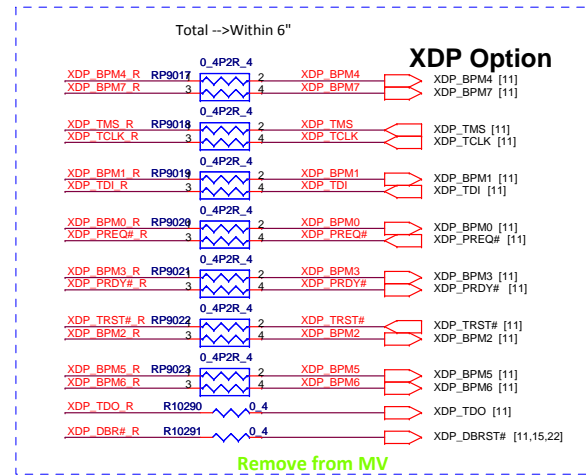 Total -->Within 6"
XDP Option
0_4P2R_4
XDP_BPM4_R RP9017 1 2 XDP_BPM4 XDP_BPM4 [11]
XDP_BPM7_R 3 4 XDP_BPM7 XDP_BPM7 [11]
0_4P2R_4
XDP_TMS_R RP9018 1 2 XDP_TMS XDP_TMS [11]
XDP_TCLK_R 3 4 XDP_TCLK XDP_TCLK [11]
0_4P2R_4
XDP_BPM1_R RP9019 1 2 XDP_BPM1 XDP_BPM1 [11]
XDP_TDI_R 3 4 XDP_TDI XDP_TDI [11]
0_4P2R_4
XDP_BPM0_R RP9020 1 2 XDP_BPM0 XDP_BPM0 [11]
XDP_PREQ#_R 3 4 XDP_PREQ# XDP_PREQ# [11]
0_4P2R_4
XDP_BPM3_R RP9021 1 2 XDP_BPM3 XDP_BPM3 [11]
XDP_PRDY#_R 3 4 XDP_PRDY# XDP_PRDY# [11]
0_4P2R_4
XDP_TRST#_R RP9022 1 2 XDP_TRST# XDP_TRST# [11]
XDP_BPM2_R 3 4 XDP_BPM2 XDP_BPM2 [11]
0_4P2R_4
XDP_BPM5_R RP9023 1 2 XDP_BPM5 XDP_BPM5 [11]
XDP_BPM6_R 3 4 XDP_BPM6 XDP_BPM6 [11]
XDP_TDO_R R10290 0_4 XDP_TDO [11]
XDP_DBR#_R R10291 0_4 XDP_DBRST# [11,15,22]
Remove from MV